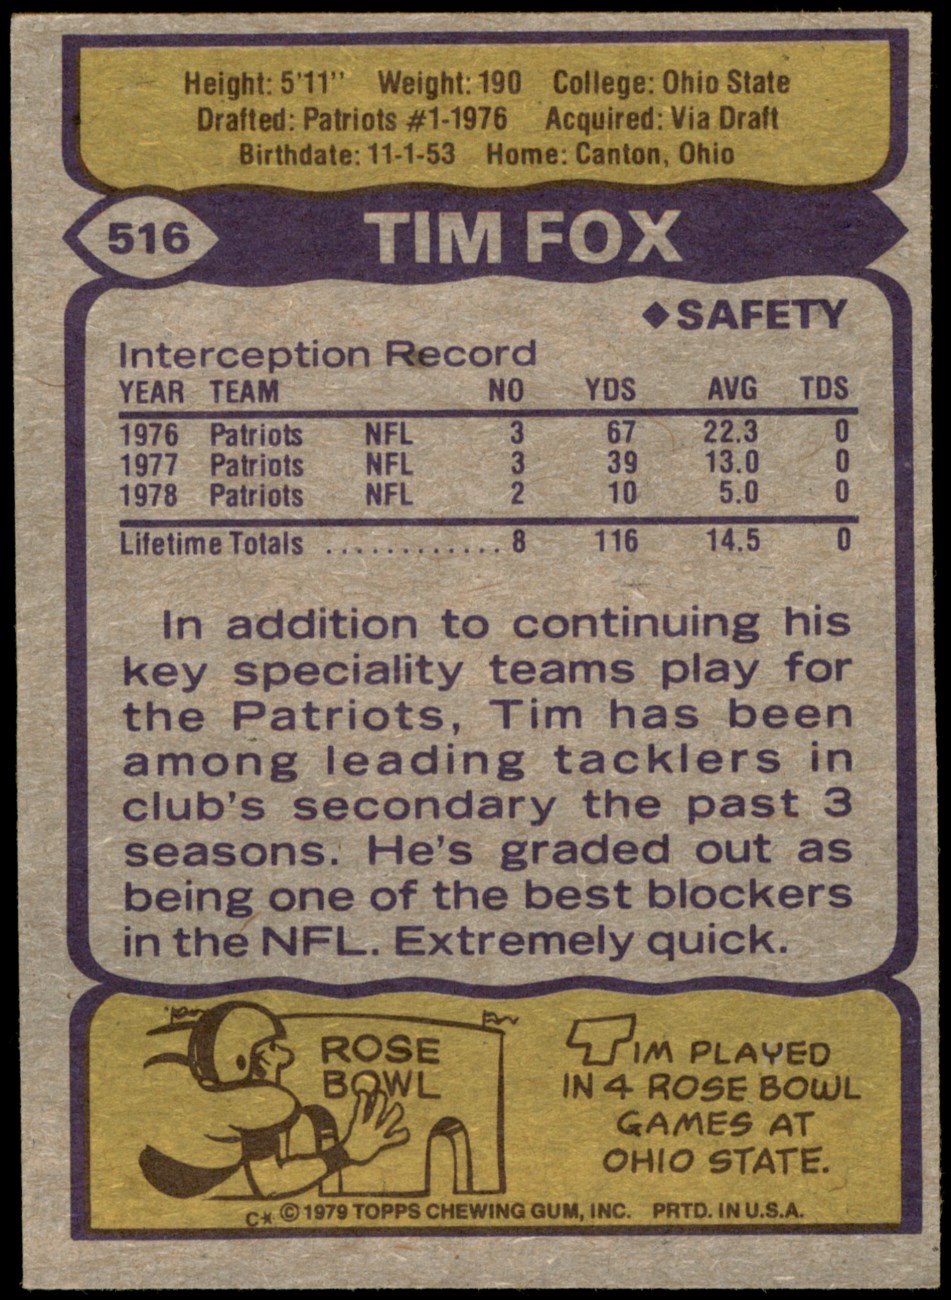 Height: 5'11" Weight: 190 College: Ohio State
Drafted: Patriots #1-1976 Acquired: Via Draft
Birthdate: 11-1-53 Home: Canton, Ohio
516 TIM FOX
◆SAFETY
Interception Record
YEAR TEAM NO YDS AVG TDS
1976 Patriots NFL 3 67 22.3 0
1977 Patriots NFL 3 39 13.0 0
1978 Patriots NFL 2 10 5.0 0
Lifetime Totals ............ 8 116 14.5 0
In addition to continuing his
key speciality teams play for
the Patriots, Tim has been
among leading tacklers in
club's secondary the past 3
seasons. He's graded out as
being one of the best blockers
in the NFL. Extremely quick.
ROSE
BOWL
TIM PLAYED
IN 4 ROSE BOWL
GAMES AT
OHIO STATE.
C* © 1979 TOPPS CHEWING GUM, INC. PRTD. IN U.S.A.